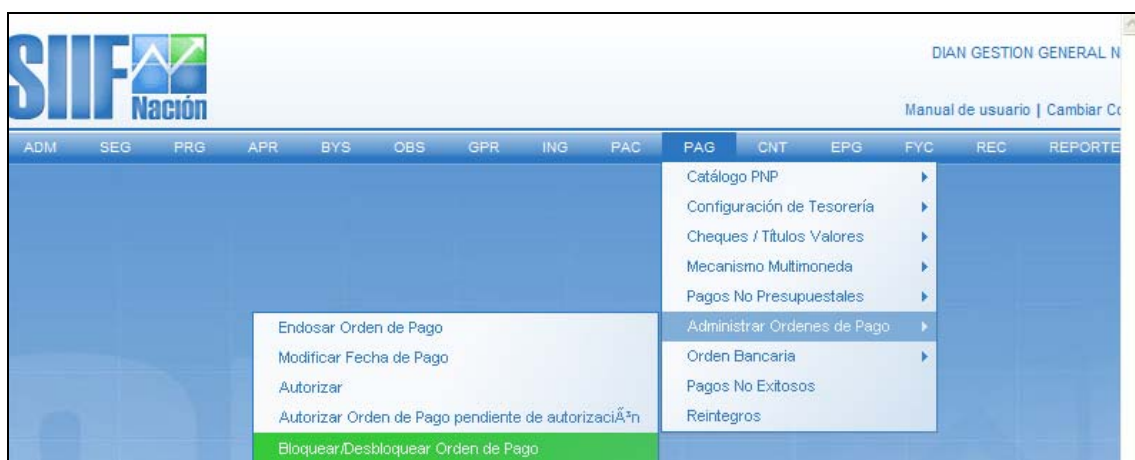 SIIF
Nación
DIAN GESTION GENERAL N
Manual de usuario | Cambiar Co
ADM SEG PRG APR BYS OBS GPR ING PAC PAG CNT EPG FYC REC REPORTE
Catálogo PNP
Configuración de Tesorería
Cheques / Títulos Valores
Mecanismo Multimoneda
Pagos No Presupuestales
Administrar Ordenes de Pago
Orden Bancaria
Pagos No Exitosos
Reintegros
Endosar Orden de Pago
Modificar Fecha de Pago
Autorizar
Autorizar Orden de Pago pendiente de autorizaciÃ³n
Bloquear/Desbloquear Orden de Pago